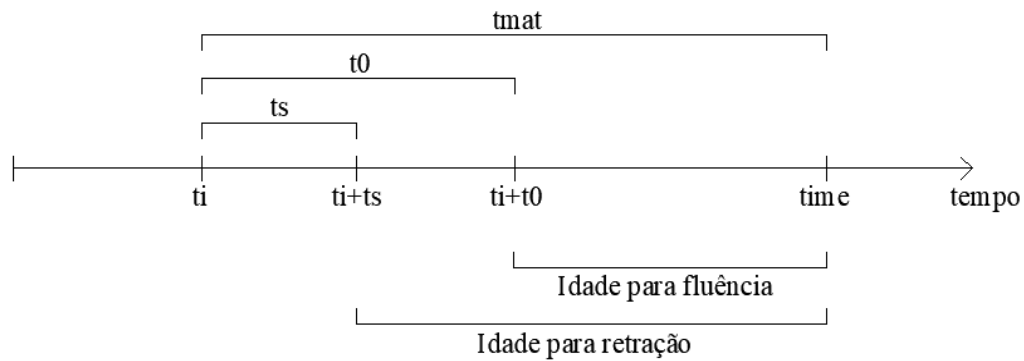 tmat
t0
ts
ti ti+ts ti+t0 time tempo
Idade para fluência
Idade para retração